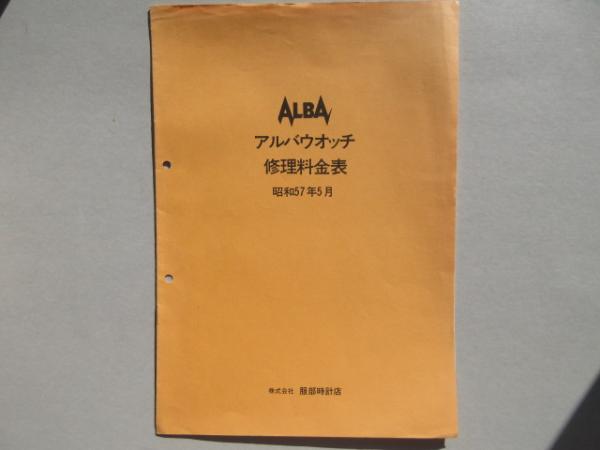 ALBA
アルバウオッチ
修理料金表
昭和57年5月
株式会社 服部時計店